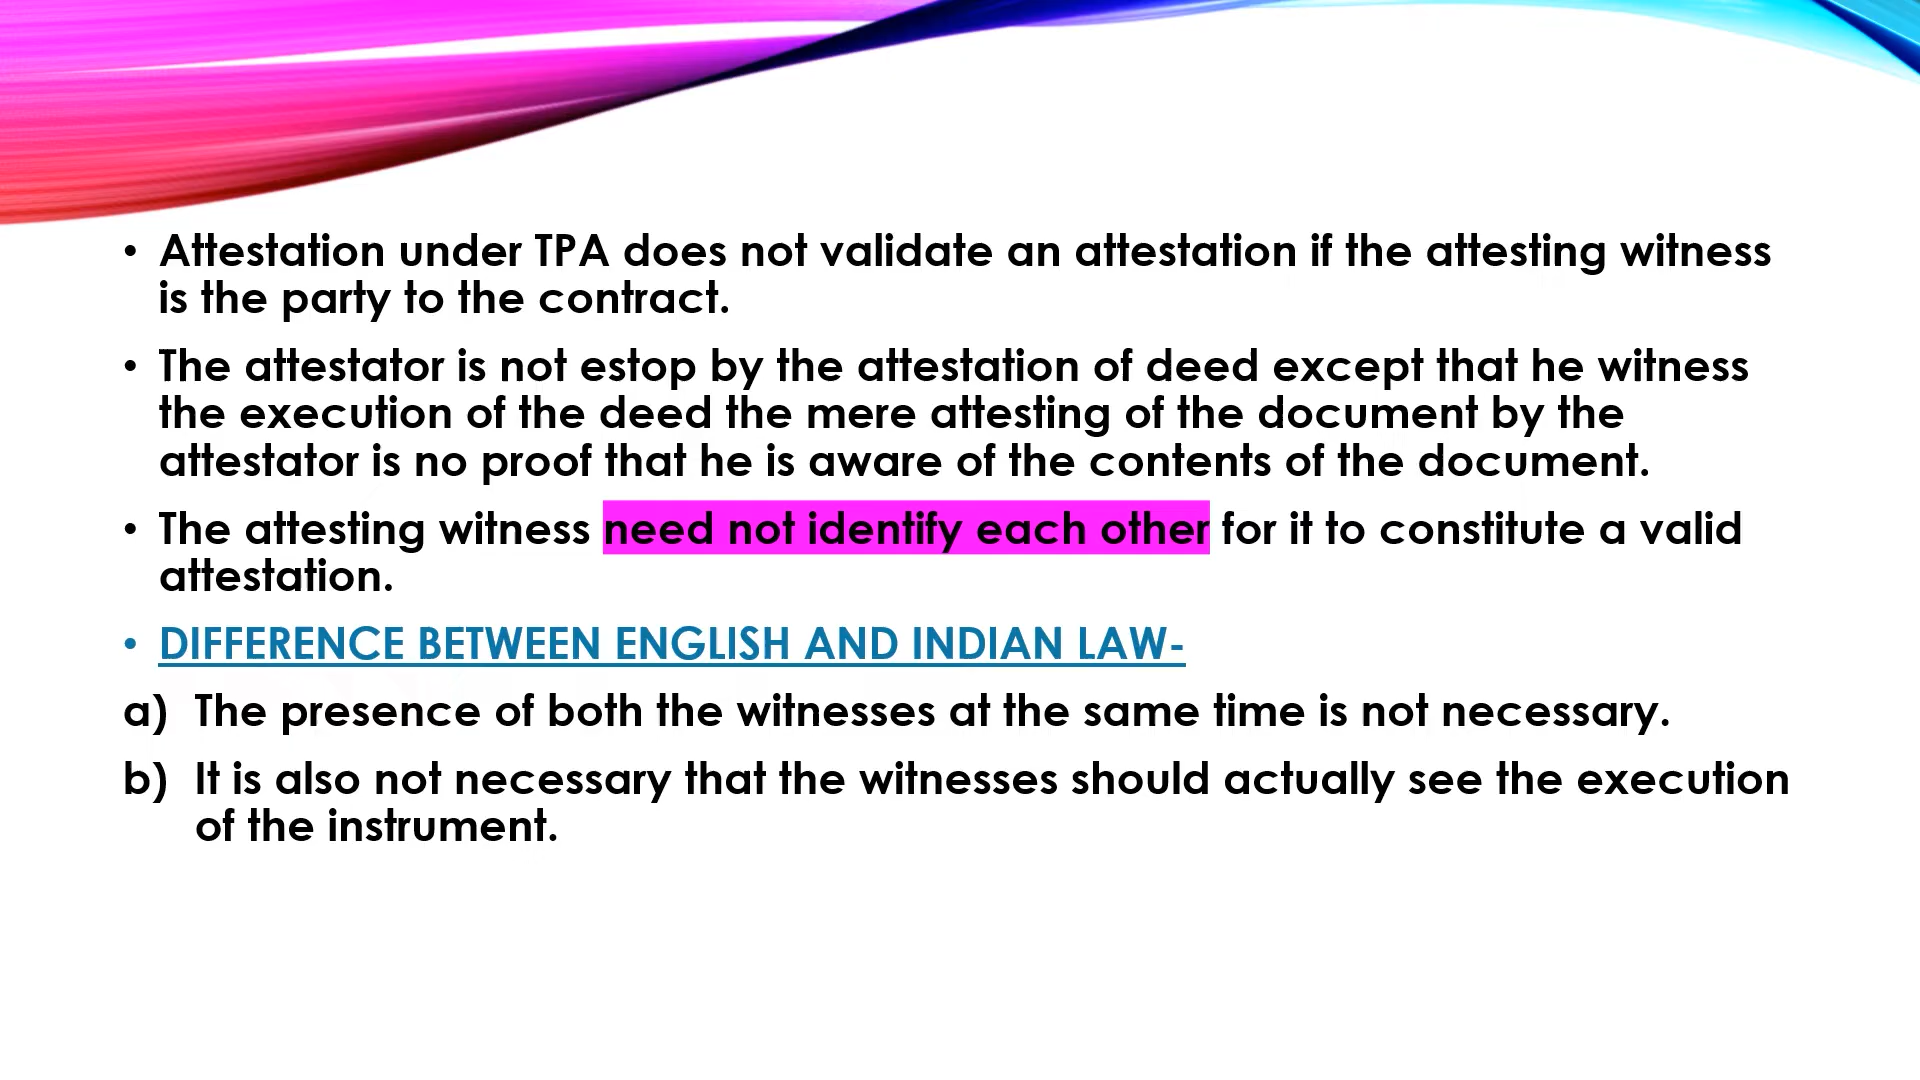 • Attestation under TPA does not validate an attestation if the attesting witness
is the party to the contract.
• The attestator is not estop by the attestation of deed except that he witness
the execution of the deed the mere attesting of the document by the
attestator is no proof that he is aware of the contents of the document.
• The attesting witness need not identify each other for it to constitute a valid
attestation.
• DIFFERENCE BETWEEN ENGLISH AND INDIAN LAW-
a) The presence of both the witnesses at the same time is not necessary.
b) It is also not necessary that the witnesses should actually see the execution
of the instrument.